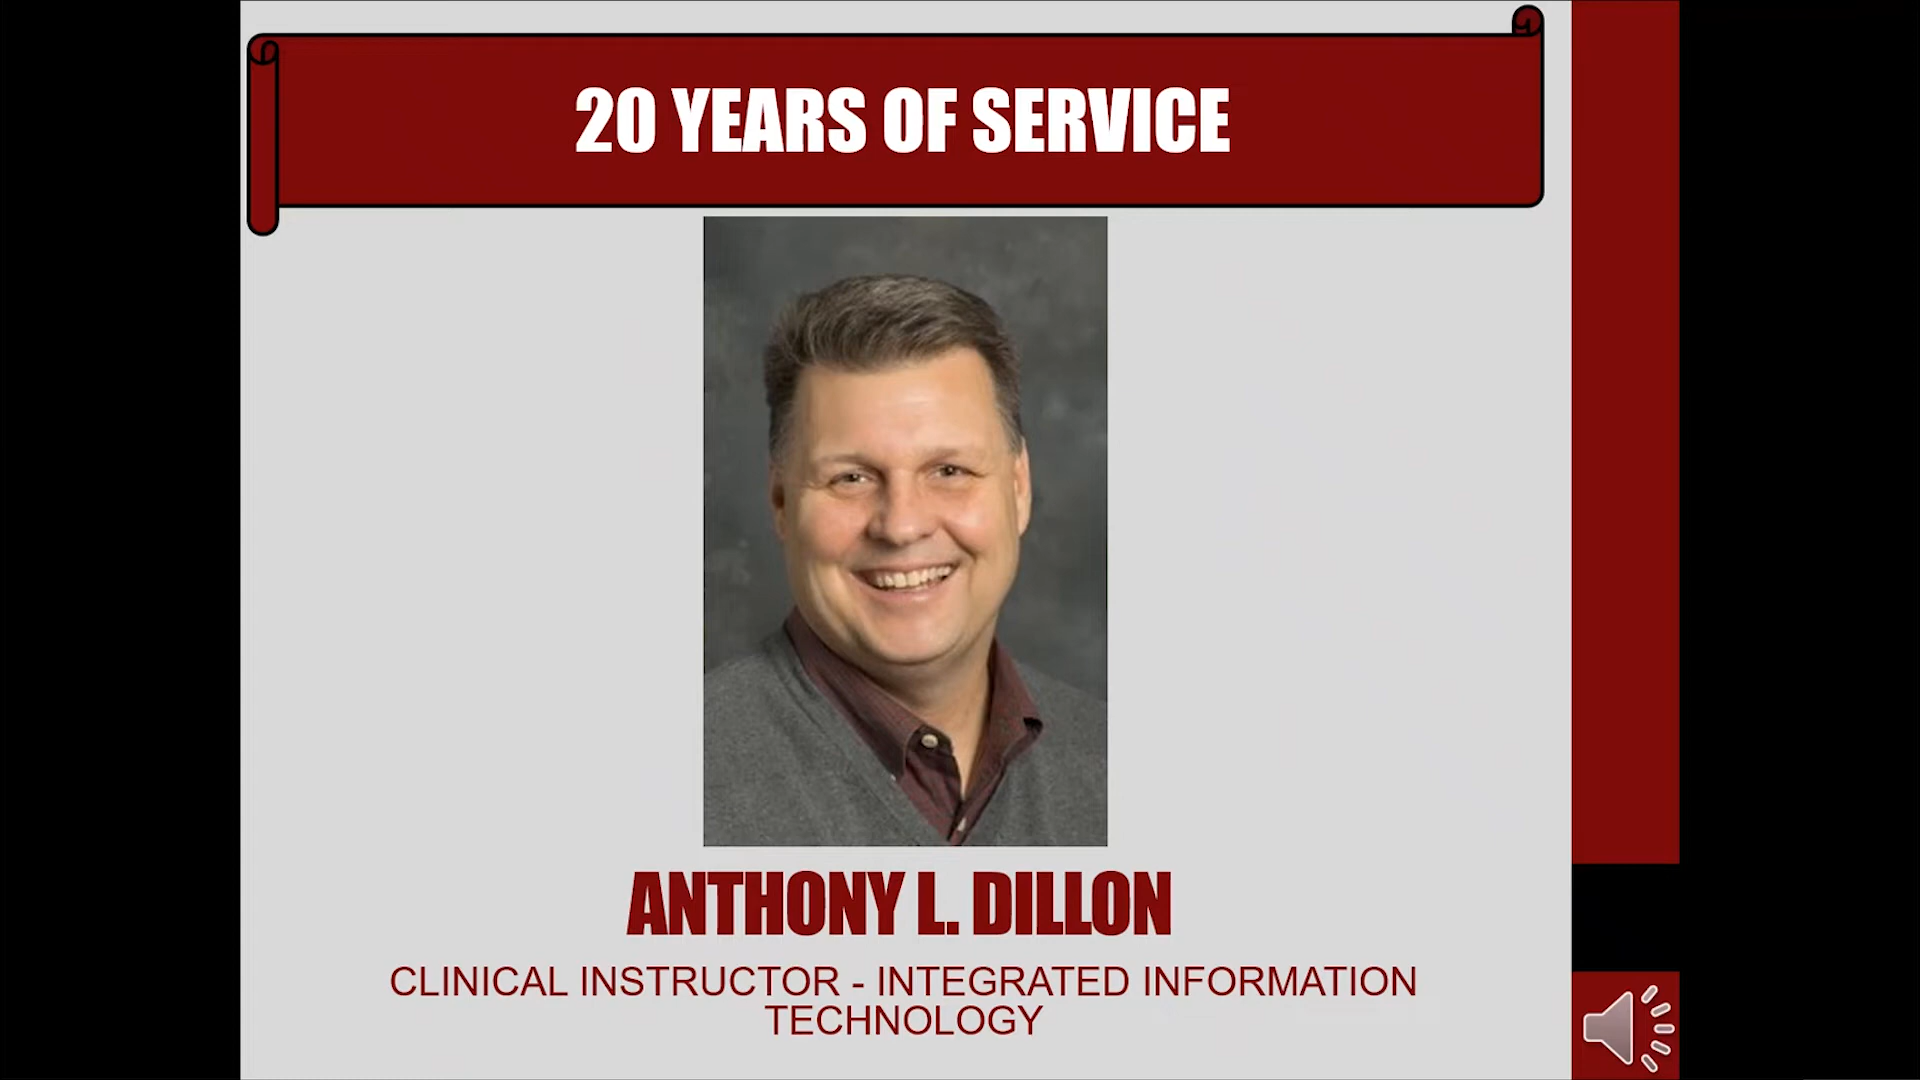 20 YEARS OF SERVICE
ANTHONY L. DILLON
CLINICAL INSTRUCTOR - INTEGRATED INFORMATION
TECHNOLOGY